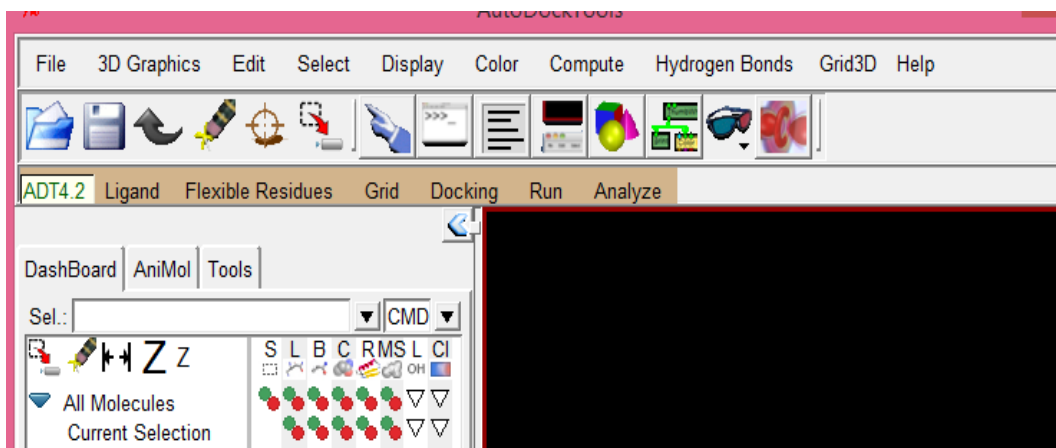 AutoDockTools
File 3D Graphics Edit Select Display Color Compute Hydrogen Bonds Grid3D Help
>>>_
ADT4.2 Ligand Flexible Residues Grid Docking Run Analyze
DashBoard AniMol Tools
Sel.: CMD
Z Z S L B C R MS L Cl
OH
All Molecules
Current Selection